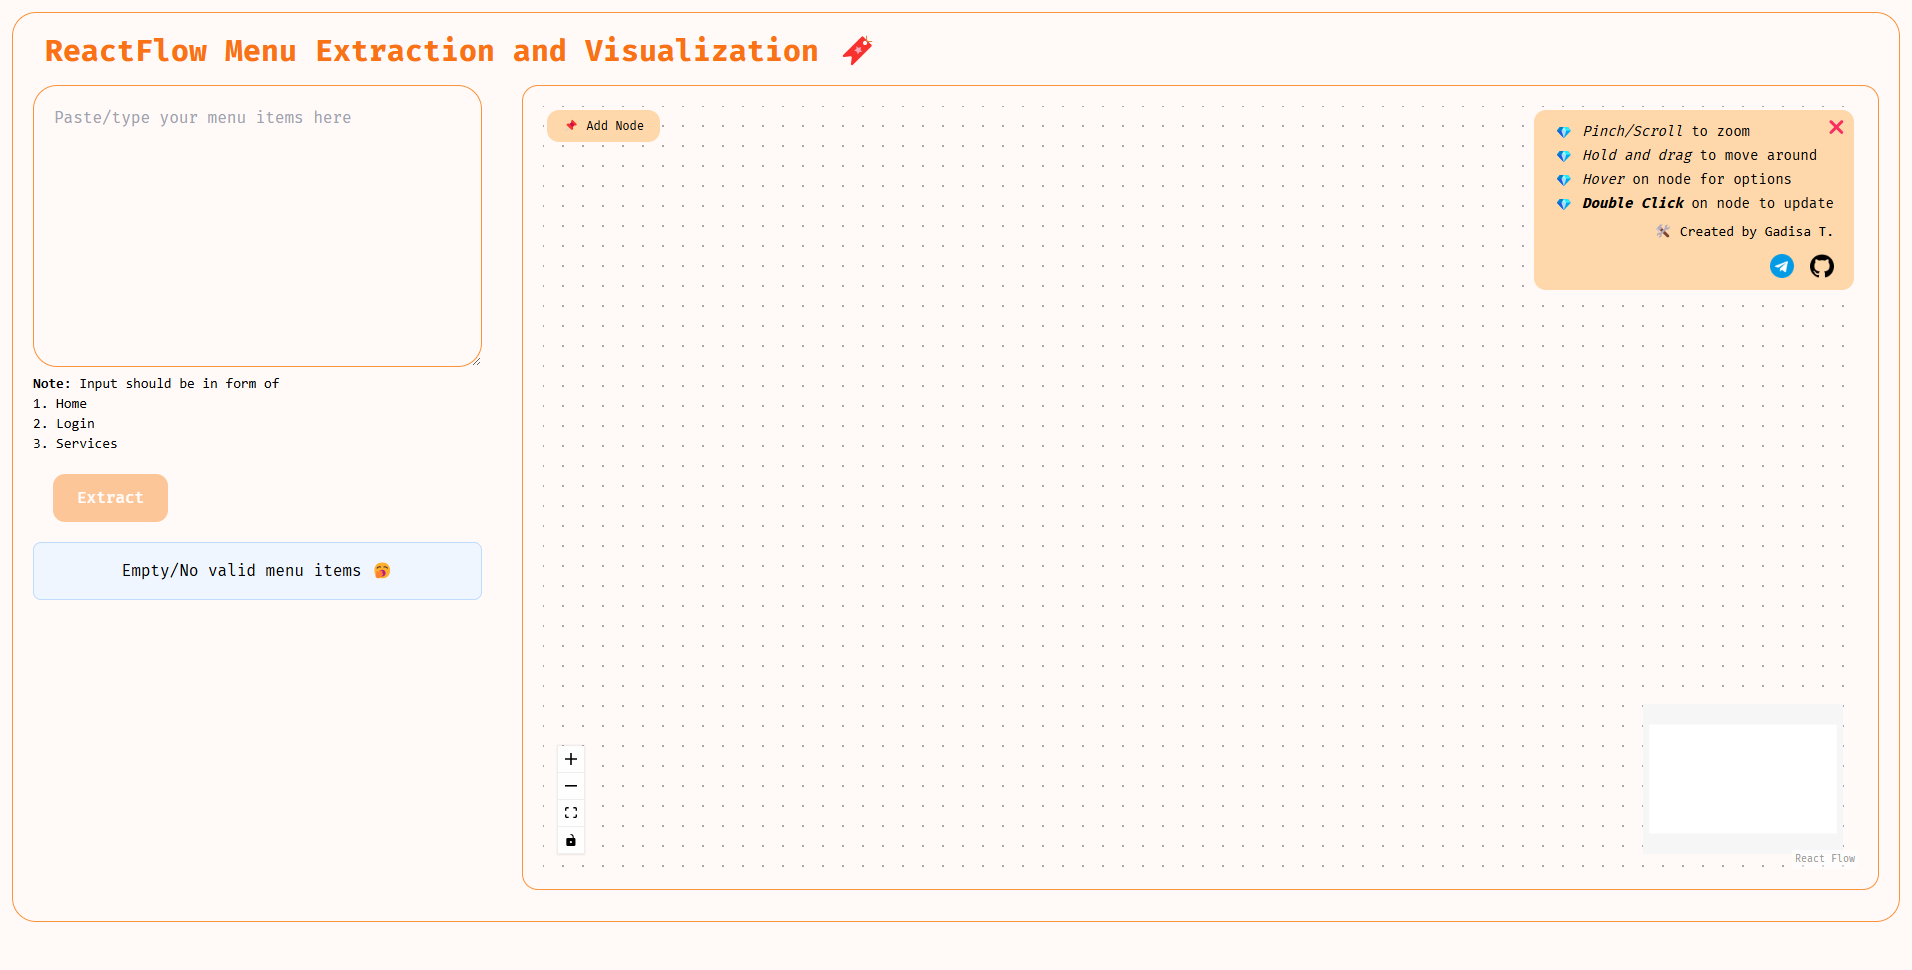 ReactFlow Menu Extraction and Visualization
Paste/type your menu items here
Note: Input should be in form of
1. Home
2. Login
3. Services
Extract
Empty/No valid menu items
Add Node
Pinch/Scroll to zoom
Hold and drag to move around
Hover on node for options
Double Click on node to update
Created by Gadisa T.
React Flow